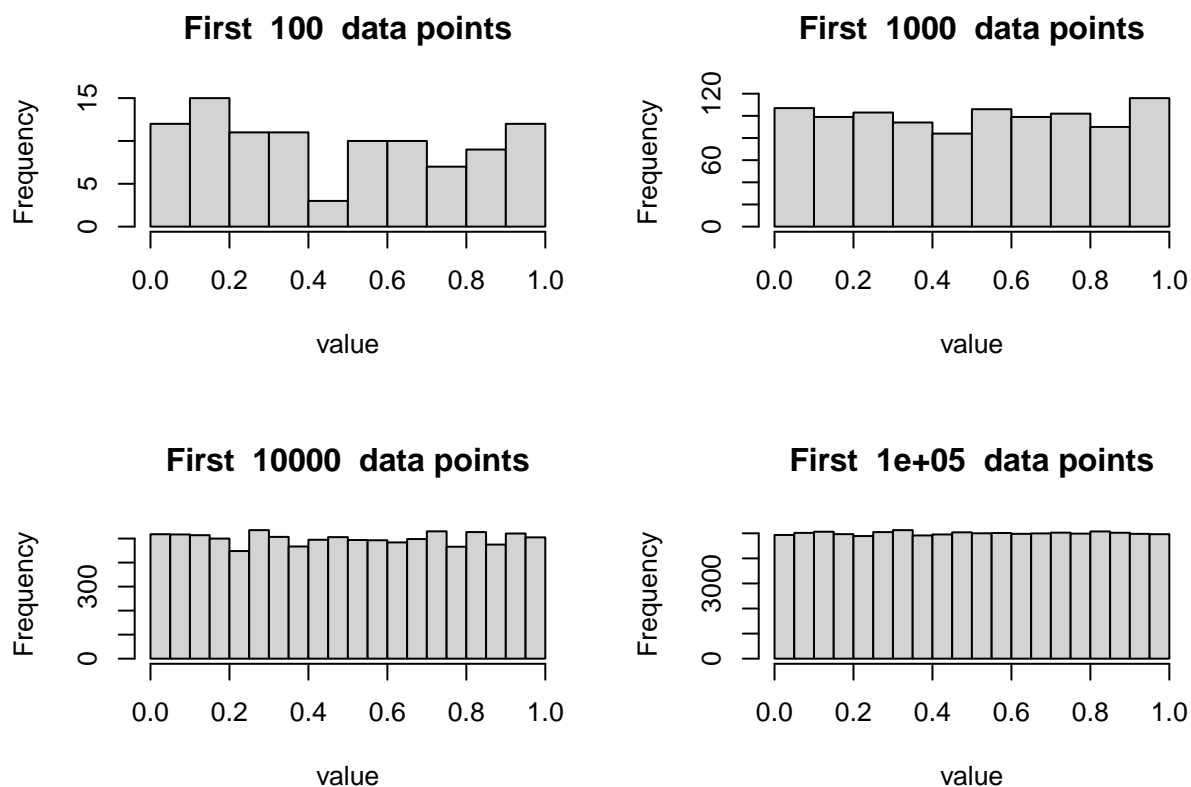 First  100  data points
Frequency
15
5
0
0.0 0.2 0.4 0.6 0.8 1.0
value
First  1000  data points
Frequency
120
60
0
0.0 0.2 0.4 0.6 0.8 1.0
value
First  10000  data points
Frequency
300
0
0.0 0.2 0.4 0.6 0.8 1.0
value
First  1e+05  data points
Frequency
3000
0
0.0 0.2 0.4 0.6 0.8 1.0
value